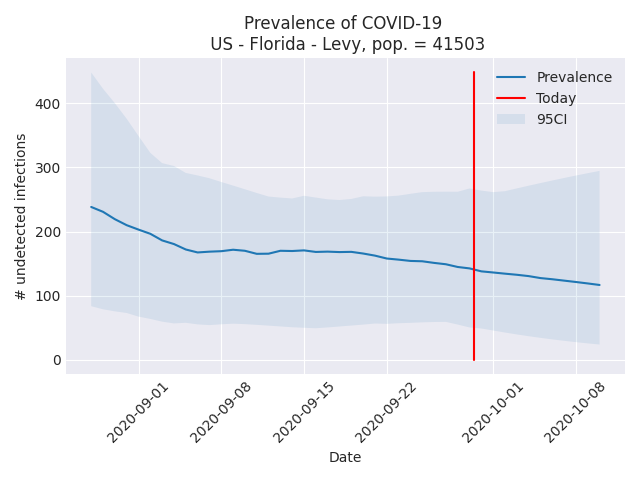 Prevalence of COVID-19
US - Florida - Levy, pop. = 41503
Prevalence
Today
95CI
# undetected infections
400
300
200
100
0
2020-09-01
2020-09-08
2020-09-15
2020-09-22
2020-10-01
2020-10-08
Date